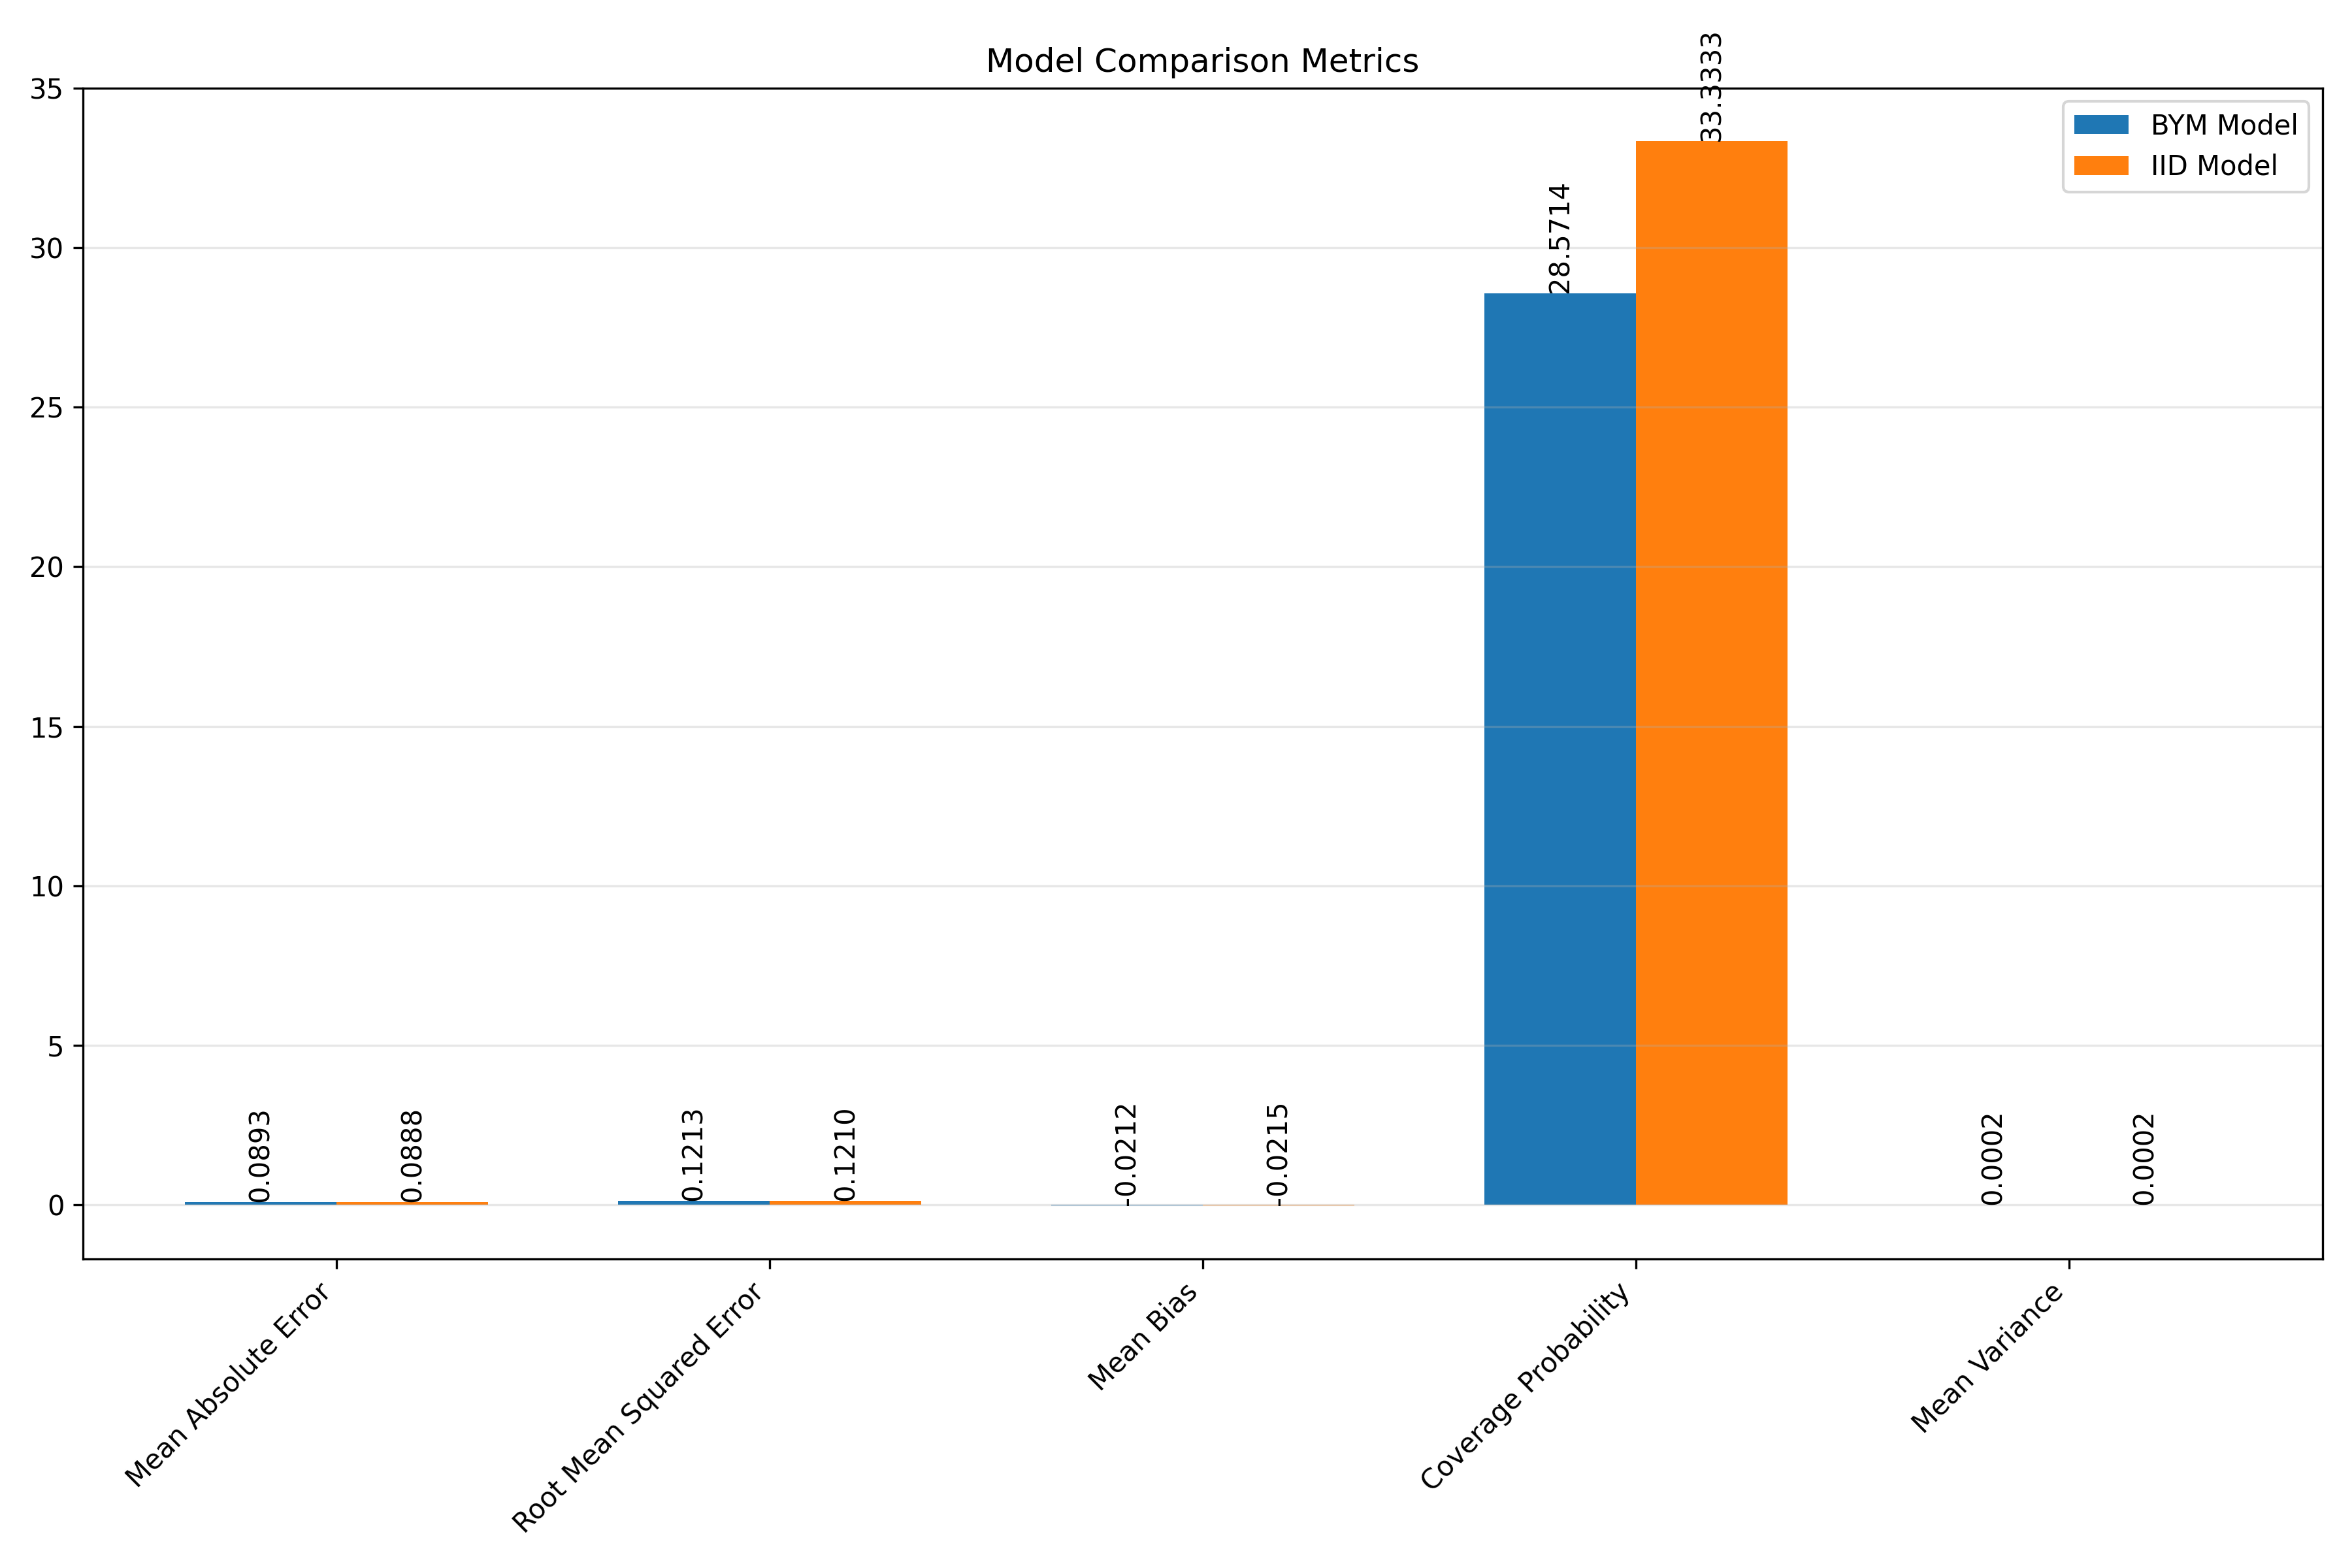 Model Comparison Metrics
35
30
25
20
15
10
5
0
BYM Model
IID Model
0.0893
0.0888
0.1213
0.1210
-0.0212
-0.0215
28.5714
33.3333
0.0002
0.0002
Mean Absolute Error
Root Mean Squared Error
Mean Bias
Coverage Probability
Mean Variance